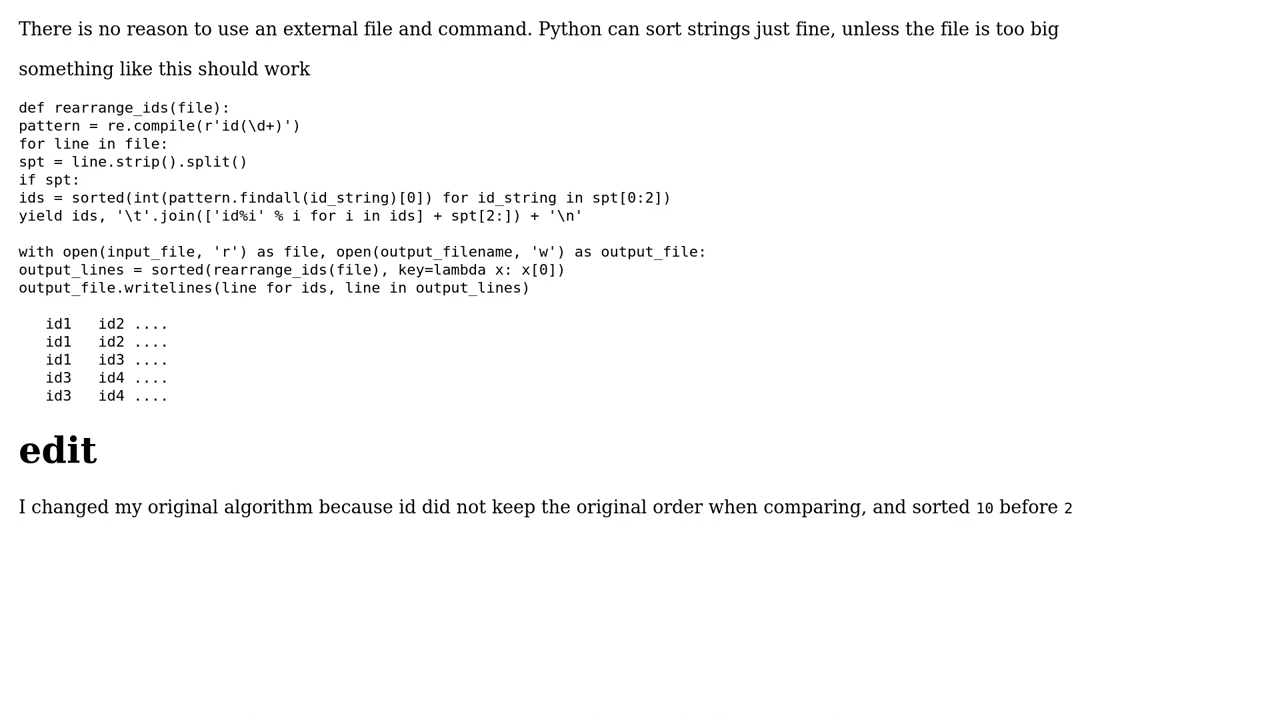 There is no reason to use an external file and command. Python can sort strings just fine, unless the file is too big
something like this should work
def rearrange_ids(file):
pattern = re.compile(r'id(\d+)')
for line in file:
spt = line.strip().split()
if spt:
ids = sorted(int(pattern.findall(id_string)[0]) for id_string in spt[0:2])
yield ids, '\t'.join(['id%i' % i for i in ids] + spt[2:]) + '\n'
with open(input_file, 'r') as file, open(output_filename, 'w') as output_file:
output_lines = sorted(rearrange_ids(file), key=lambda x: x[0])
output_file.writelines(line for ids, line in output_lines)
id1   id2 ....
id1   id2 ....
id1   id3 ....
id3   id4 ....
id3   id4 ....
edit
I changed my original algorithm because id did not keep the original order when comparing, and sorted 10 before 2